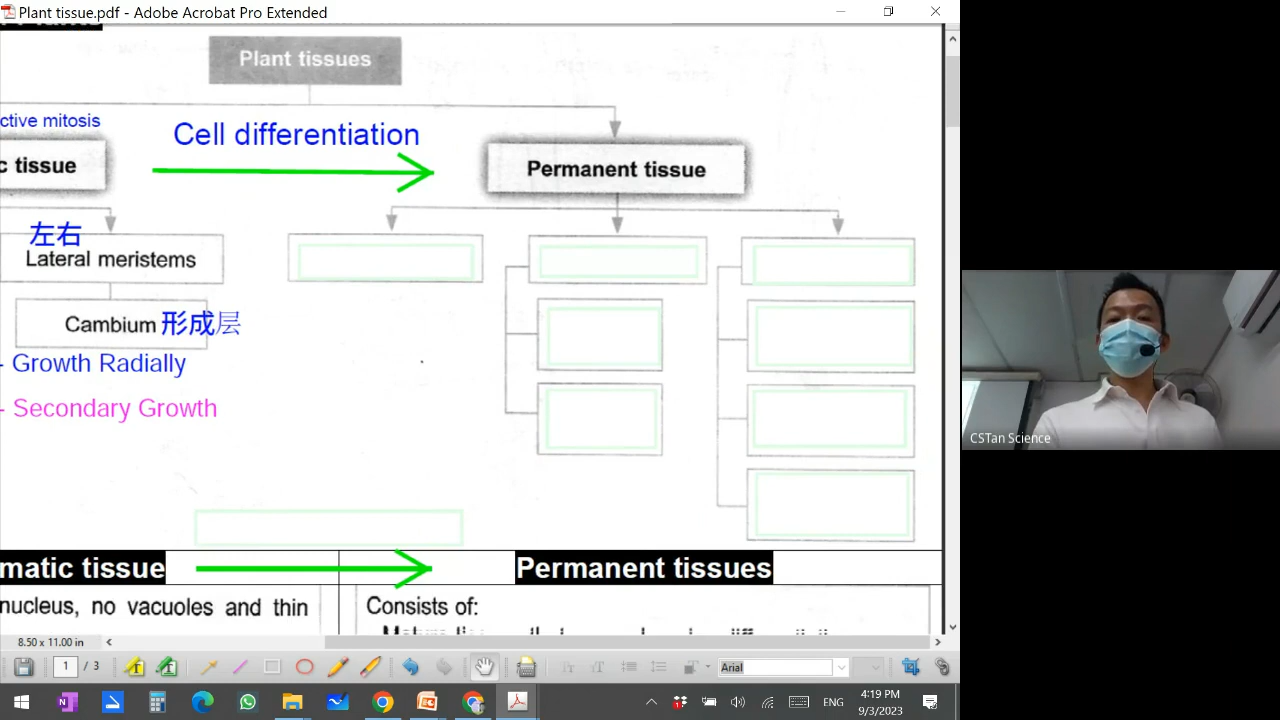 Plant tissue.pdf - Adobe Acrobat Pro Extended
Plant tissues
ctive mitosis
Cell differentiation
c tissue
Permanent tissue
左右
Lateral meristems
Cambium 形成层
- Growth Radially
- Secondary Growth
CSTan Science
matic tissue
Permanent tissues
nucleus, no vacuoles and thin
Consists of:
8.50 x 11.00 in
1 / 3
Arial
ENG
4:19 PM
9/3/2023